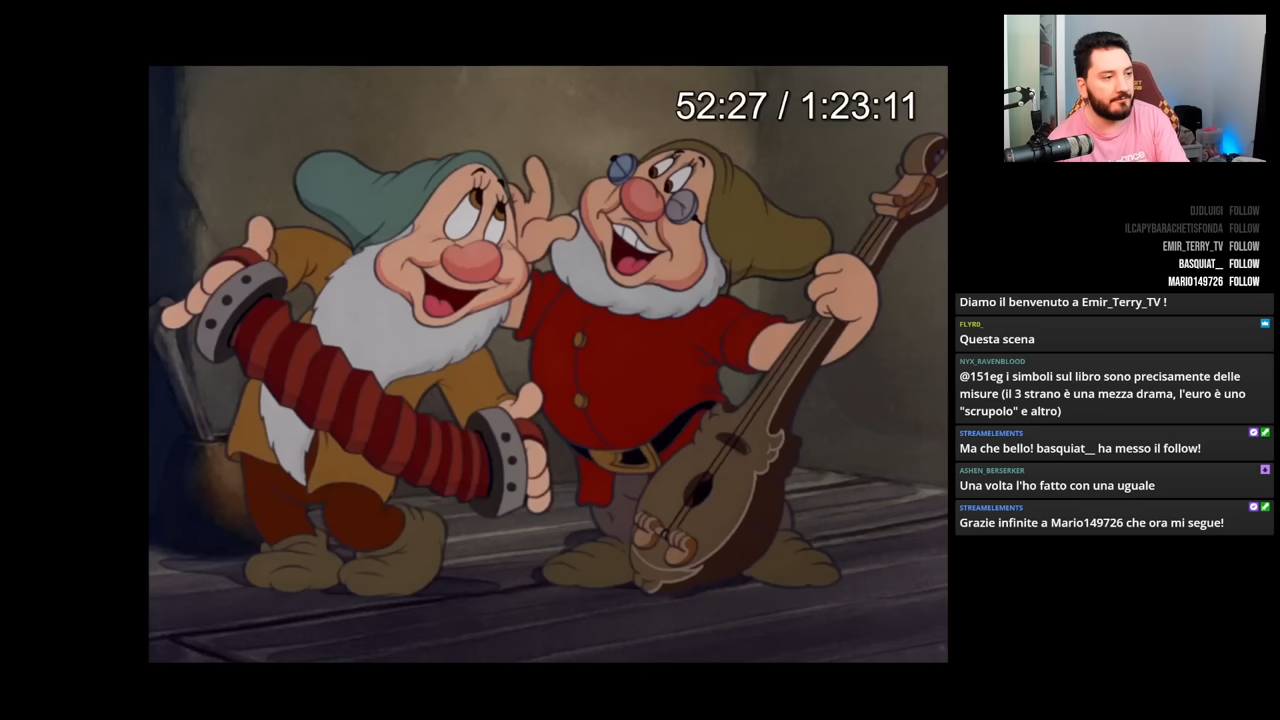 52:27 / 1:23:11
DJDLUIGI FOLLOW
ILCAPYBARACHETISFONDA FOLLOW
EMIR_TERRY_TV FOLLOW
BASQUIAT__ FOLLOW
MARIO149726 FOLLOW
Diamo il benvenuto a Emir_Terry_TV !
FLYRD_
Questa scena
NYX_RAVENBLOOD
@151eg i simboli sul libro sono precisamente delle
misure (il 3 strano è una mezza drama, l'euro è uno
"scrupolo" e altro)
STREAMELEMENTS
Ma che bello! basquiat__ ha messo il follow!
ASHEN_BERSERKER
Una volta l'ho fatto con una uguale
STREAMELEMENTS
Grazie infinite a Mario149726 che ora mi segue!